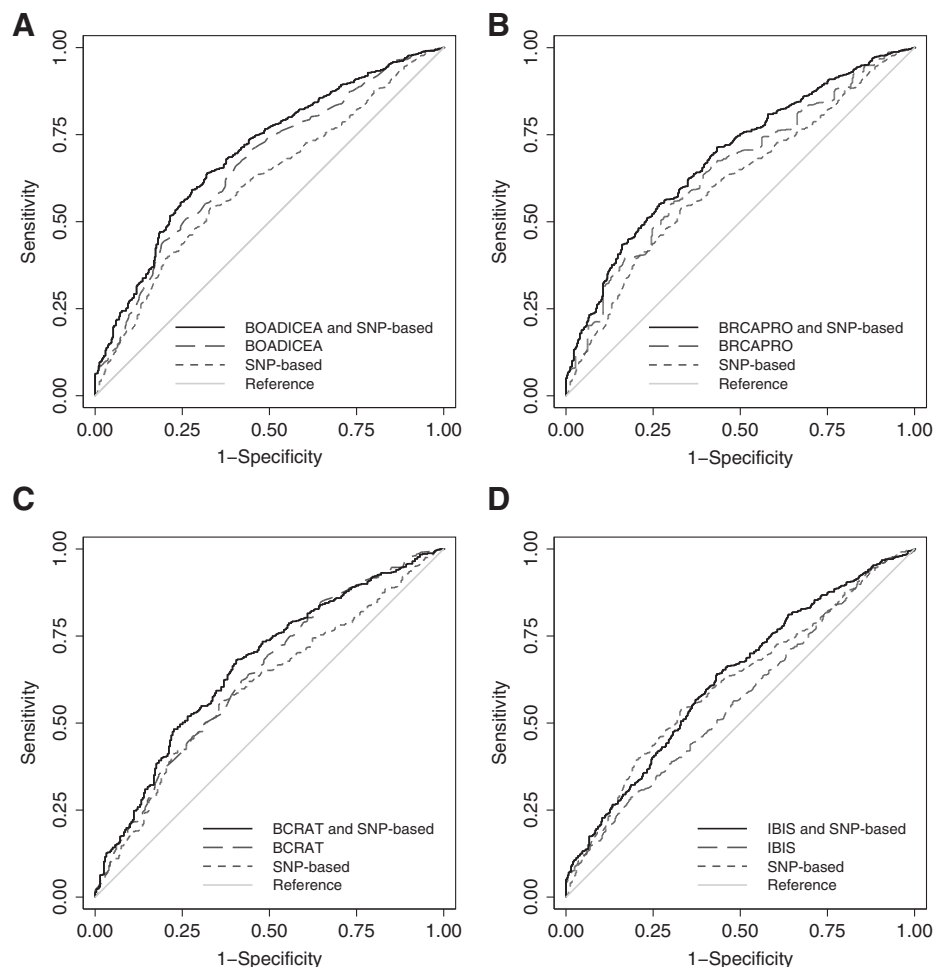 A
1.00
0.75
0.50
0.25
0.00
Sensitivity
BOADICEA and SNP-based
BOADICEA
SNP-based
Reference
0.00 0.25 0.50 0.75 1.00
1−Specificity
B
1.00
0.75
0.50
0.25
0.00
Sensitivity
BRCAPRO and SNP-based
BRCAPRO
SNP-based
Reference
0.00 0.25 0.50 0.75 1.00
1−Specificity
C
1.00
0.75
0.50
0.25
0.00
Sensitivity
BCRAT and SNP-based
BCRAT
SNP-based
Reference
0.00 0.25 0.50 0.75 1.00
1−Specificity
D
1.00
0.75
0.50
0.25
0.00
Sensitivity
IBIS and SNP-based
IBIS
SNP-based
Reference
0.00 0.25 0.50 0.75 1.00
1−Specificity